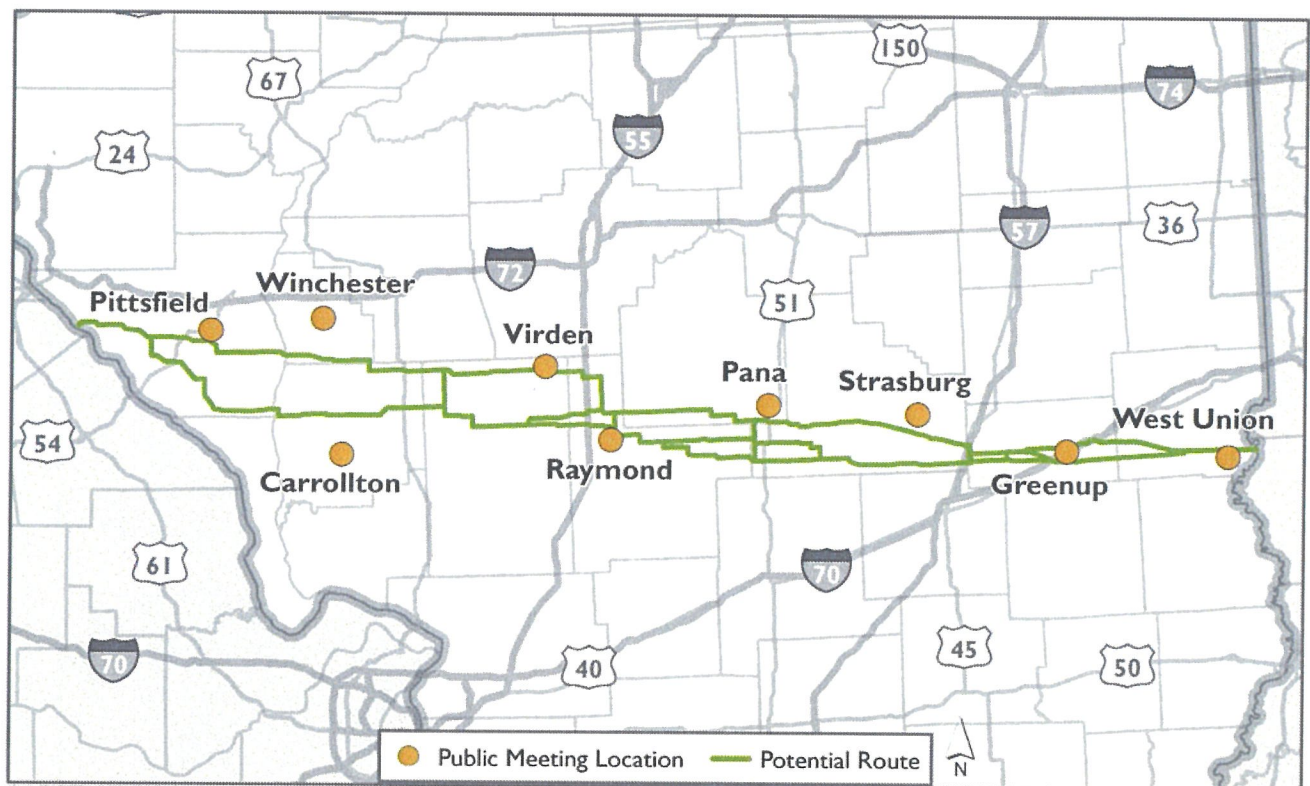 150
67
74
55
24
57
36
72
Winchester
Pittsfield
51
Virden
Pana
Strasburg
West Union
54
Raymond
Carrollton
Greenup
61
70
45
70
40
50
Public Meeting Location
Potential Route
N